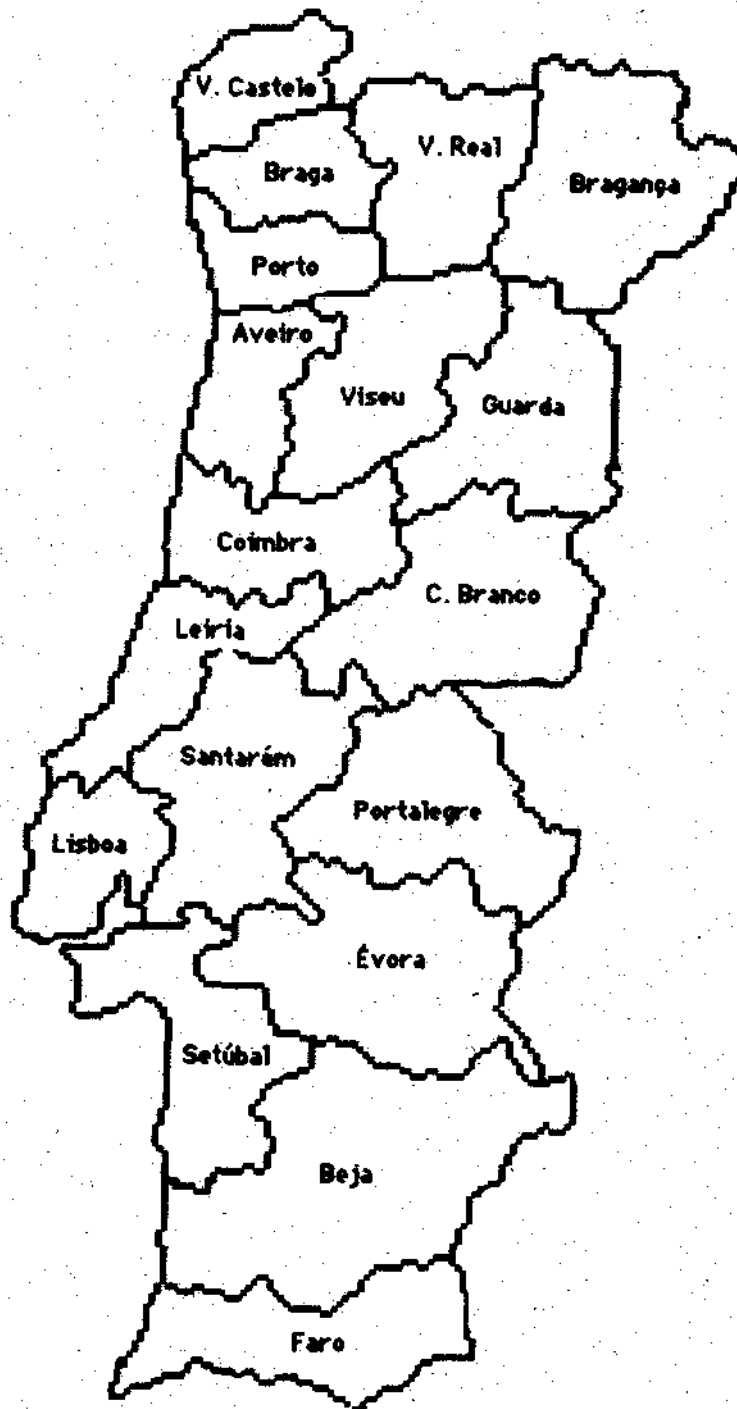 V. Castelo
V. Real
Braga
Bragança
Porto
Aveiro
Viseu
Guarda
Coimbra
C. Branco
Leiria
Santarém
Portalegre
Lisboa
Évora
Setúbal
Beja
Faro